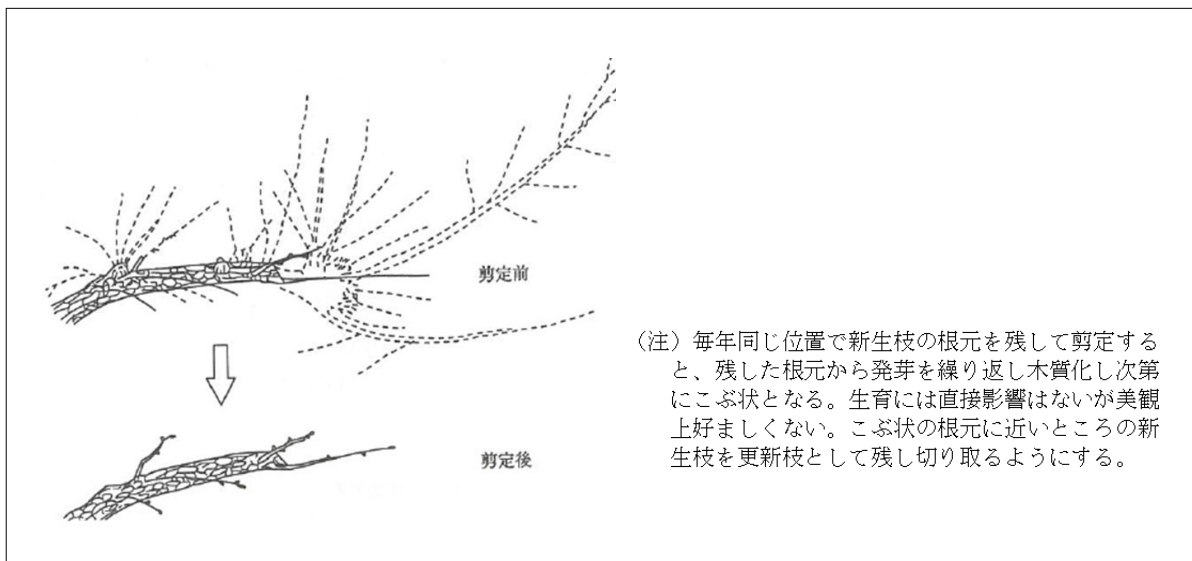 剪定前
剪定後
（注）毎年同じ位置で新生枝の根元を残して剪定する
と、残した根元から発芽を繰り返し木質化し次第
にこぶ状となる。生育には直接影響はないが美観
上好ましくない。こぶ状の根元に近いところの新
生枝を更新枝として残し切り取るようにする。